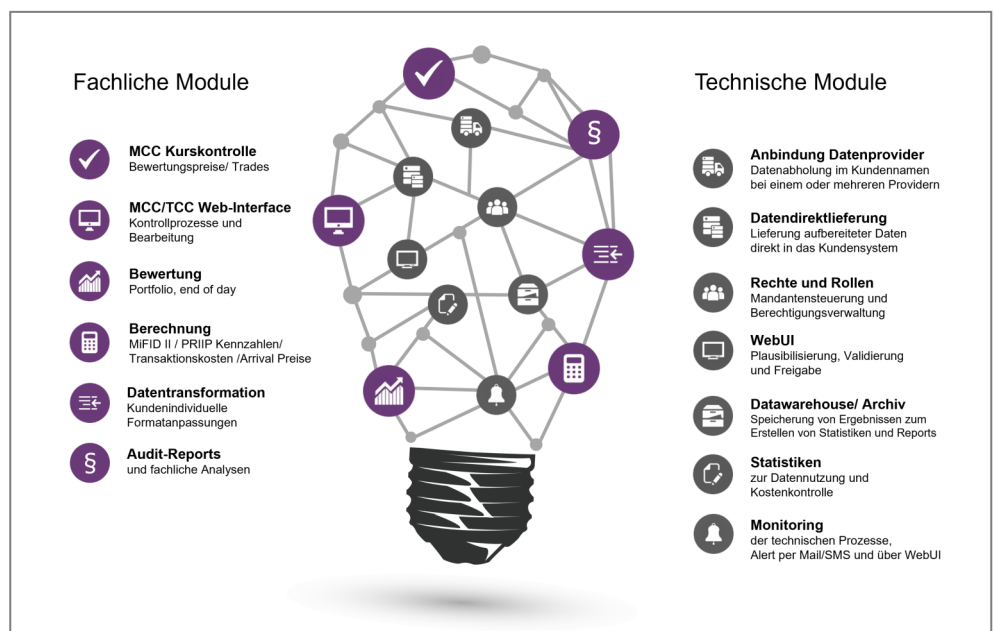 Fachliche Module
MCC Kurskontrolle
Bewertungspreise/ Trades
MCC/TCC Web-Interface
Kontrollprozesse und
Bearbeitung
Bewertung
Portfolio, end of day
Berechnung
MiFID II / PRIIP Kennzahlen/
Transaktionskosten /Arrival Preise
Datentransformation
Kundenindividuelle
Formatanpassungen
§ Audit-Reports
und fachliche Analysen
§
Technische Module
Anbindung Datenprovider
Datenabholung im Kundennamen
bei einem oder mehreren Providern
Datendirektlieferung
Lieferung aufbereiteter Daten
direkt in das Kundensystem
Rechte und Rollen
Mandantensteuerung und
Berechtigungsverwaltung
WebUI
Plausibilisierung, Validierung
und Freigabe
Datawarehouse/ Archiv
Speicherung von Ergebnissen zum
Erstellen von Statistiken und Reports
Statistiken
zur Datennutzung und
Kostenkontrolle
Monitoring
der technischen Prozesse,
Alert per Mail/SMS und über WebUI